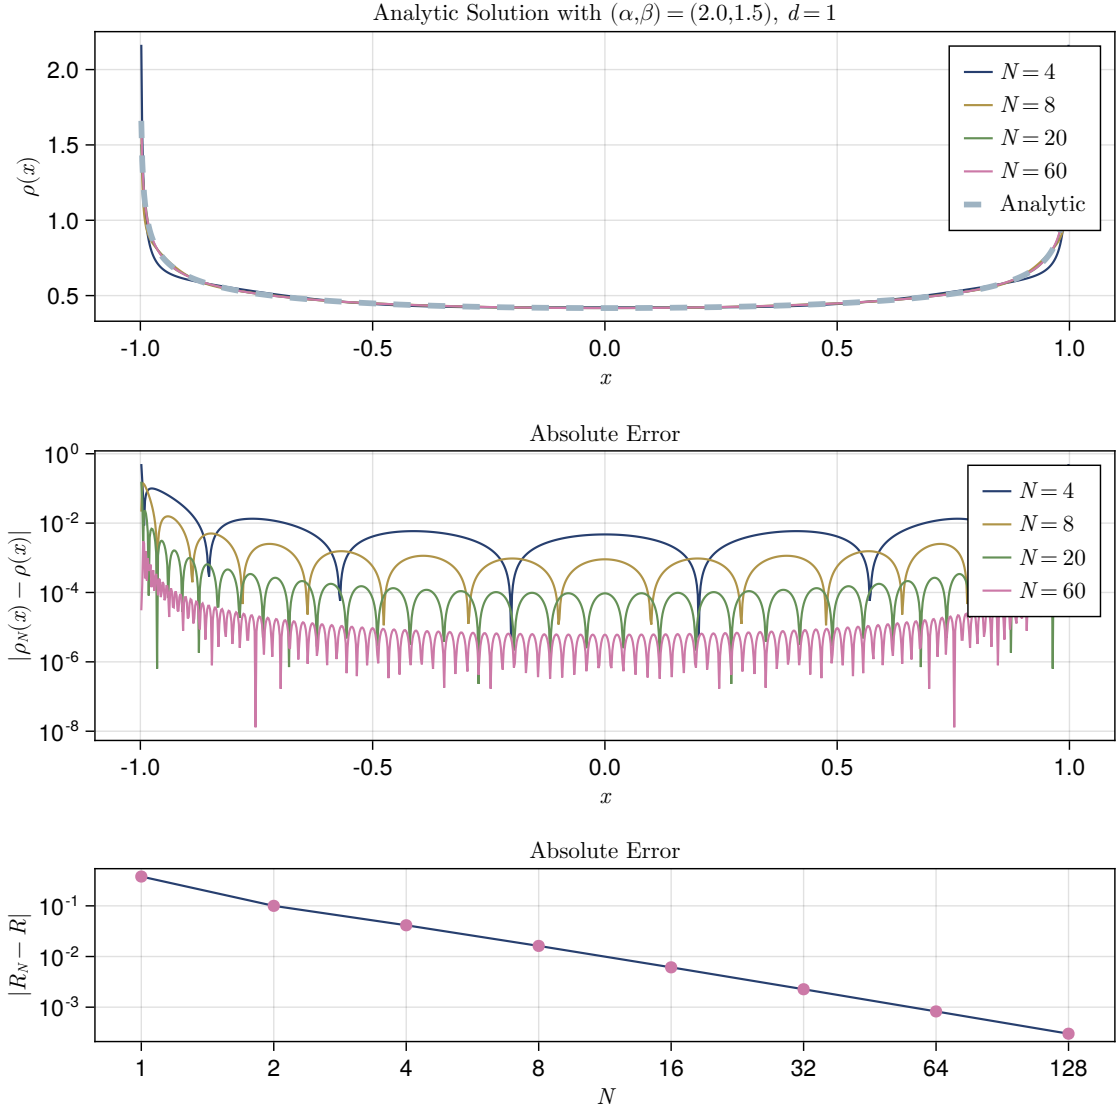 Analytic Solution with (α,β) = (2.0,1.5), d = 1
2.0
1.5
1.0
0.5
ρ(x)
N = 4
N = 8
N = 20
N = 60
Analytic
-1.0 -0.5 0.0 0.5 1.0
x
Absolute Error
10⁰
10⁻²
10⁻⁴
10⁻⁶
10⁻⁸
|ρ_N(x) − ρ(x)|
N = 4
N = 8
N = 20
N = 60
-1.0 -0.5 0.0 0.5 1.0
x
Absolute Error
10⁻¹
10⁻²
10⁻³
|R_N − R|
1 2 4 8 16 32 64 128
N